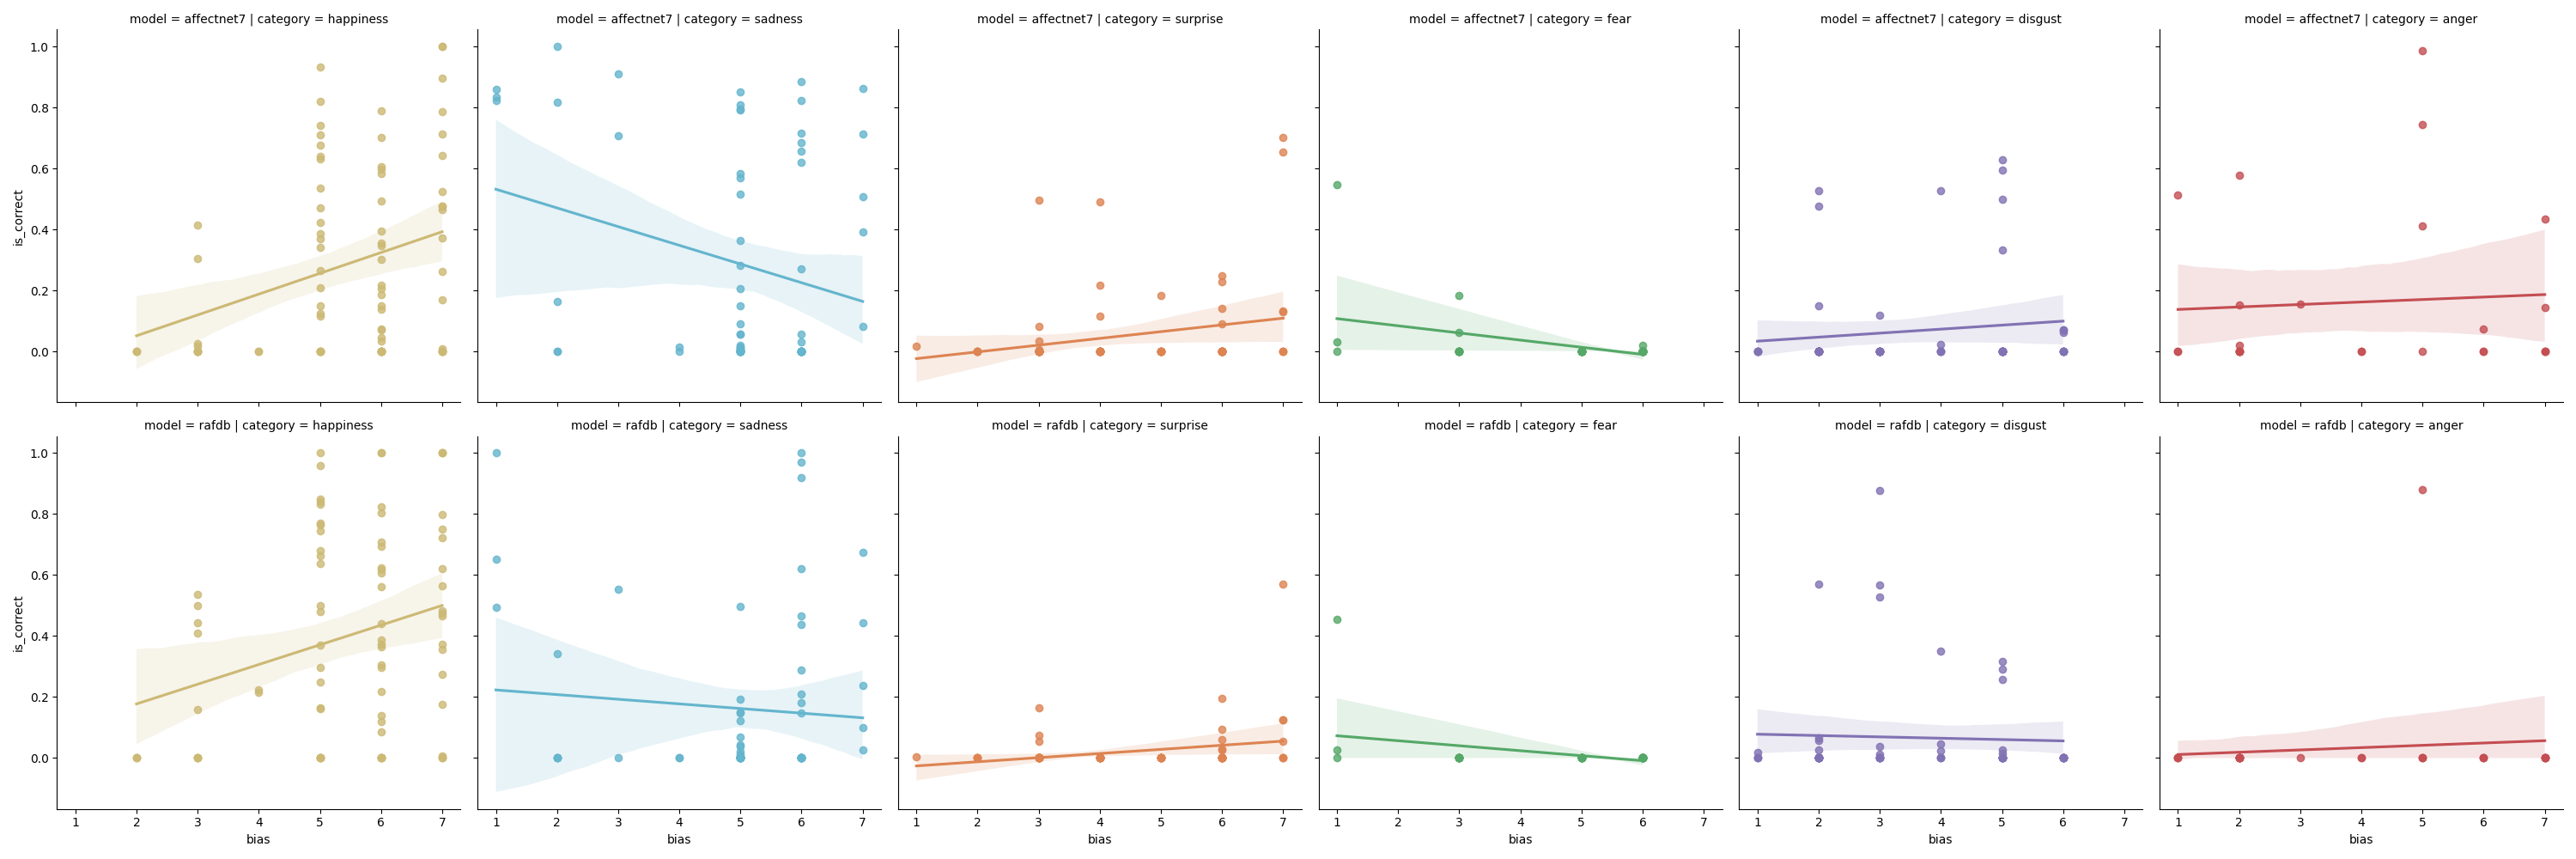 model = affectnet7 | category = happiness
model = affectnet7 | category = sadness
model = affectnet7 | category = surprise
model = affectnet7 | category = fear
model = affectnet7 | category = disgust
model = affectnet7 | category = anger
1.0
0.8
0.6
0.4
0.2
0.0
is_correct
model = rafdb | category = happiness
model = rafdb | category = sadness
model = rafdb | category = surprise
model = rafdb | category = fear
model = rafdb | category = disgust
model = rafdb | category = anger
1.0
0.8
0.6
0.4
0.2
0.0
is_correct
1 2 3 4 5 6 7
1 2 3 4 5 6 7
1 2 3 4 5 6 7
1 2 3 4 5 6 7
1 2 3 4 5 6 7
1 2 3 4 5 6 7
bias
bias
bias
bias
bias
bias